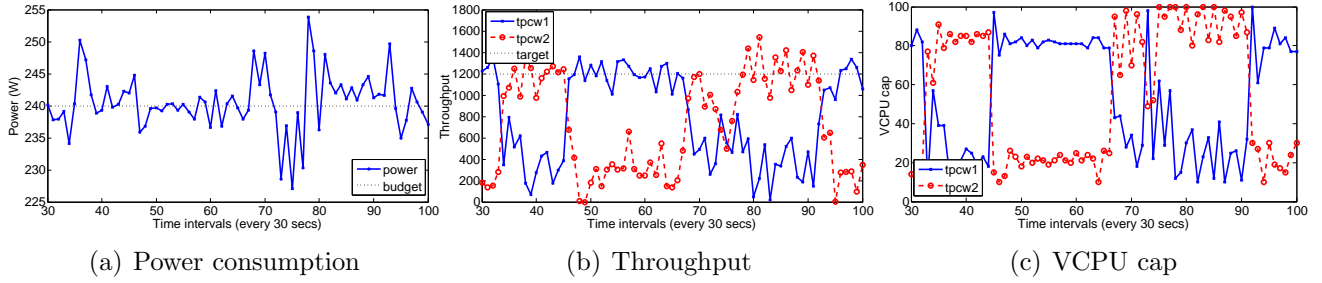 255
250
245
240
235
230
225
Power (W)
power
budget
30 40 50 60 70 80 90 100
Time intervals (every 30 secs)
(a) Power consumption
1800
1600
1400
1200
1000
800
600
400
200
0
Throughput
tpcw1
tpcw2
target
30 40 50 60 70 80 90 100
Time intervals (every 30 secs)
(b) Throughput
100
80
60
40
20
0
VCPU cap
tpcw1
tpcw2
30 40 50 60 70 80 90 100
Time intervals (every 30 secs)
(c) VCPU cap